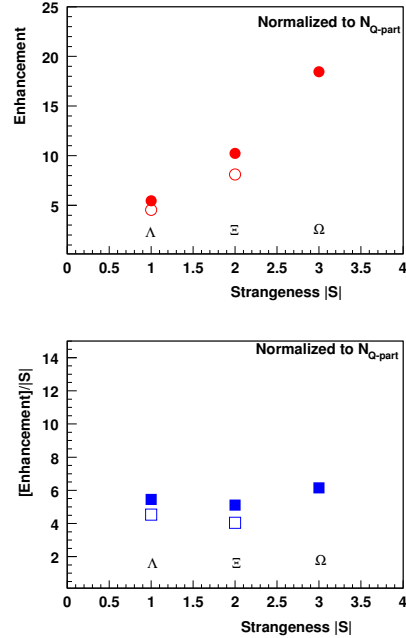 Normalized to N_Q-part
Enhancement
25
20
15
10
5
Λ Ξ Ω
0 0.5 1 1.5 2 2.5 3 3.5 4
Strangeness |S|
Normalized to N_Q-part
[Enhancement]/|S|
14
12
10
8
6
4
2
Λ Ξ Ω
0 0.5 1 1.5 2 2.5 3 3.5 4
Strangeness |S|